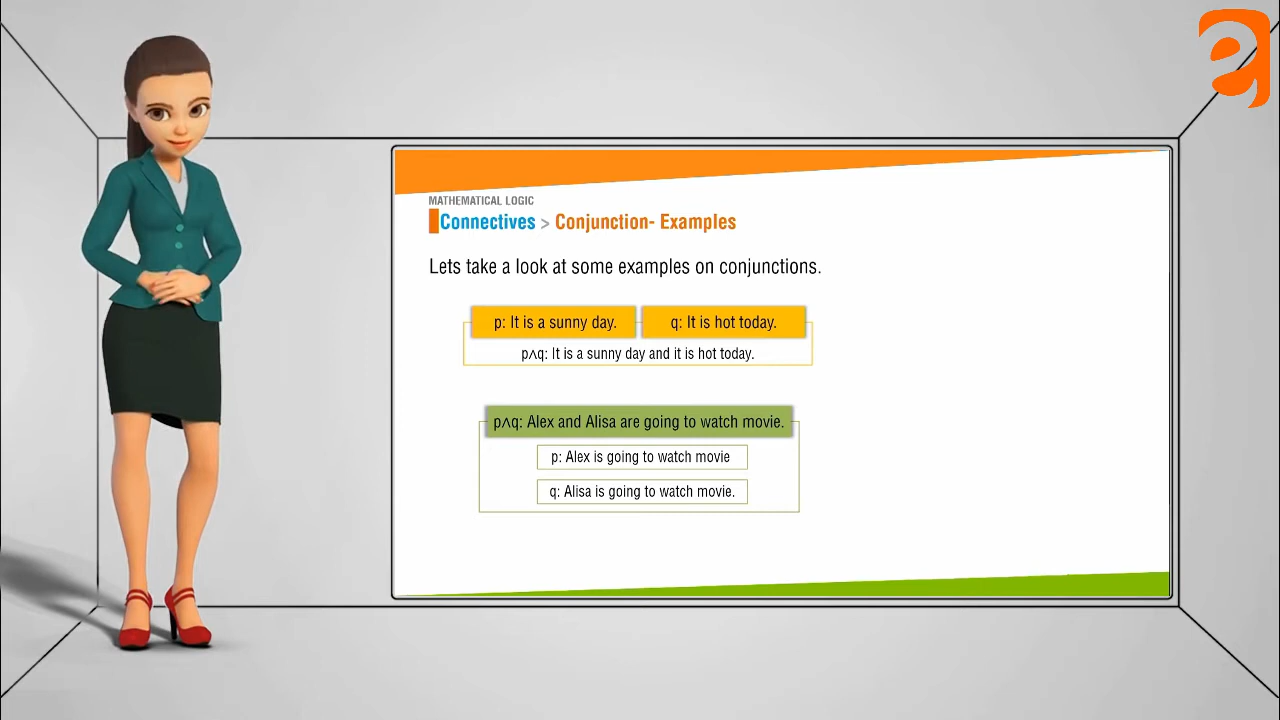 MATHEMATICAL LOGIC
Connectives > Conjunction- Examples
Lets take a look at some examples on conjunctions.
p: It is a sunny day. q: It is hot today.
p∧q: It is a sunny day and it is hot today.
p∧q: Alex and Alisa are going to watch movie.
p: Alex is going to watch movie
q: Alisa is going to watch movie.